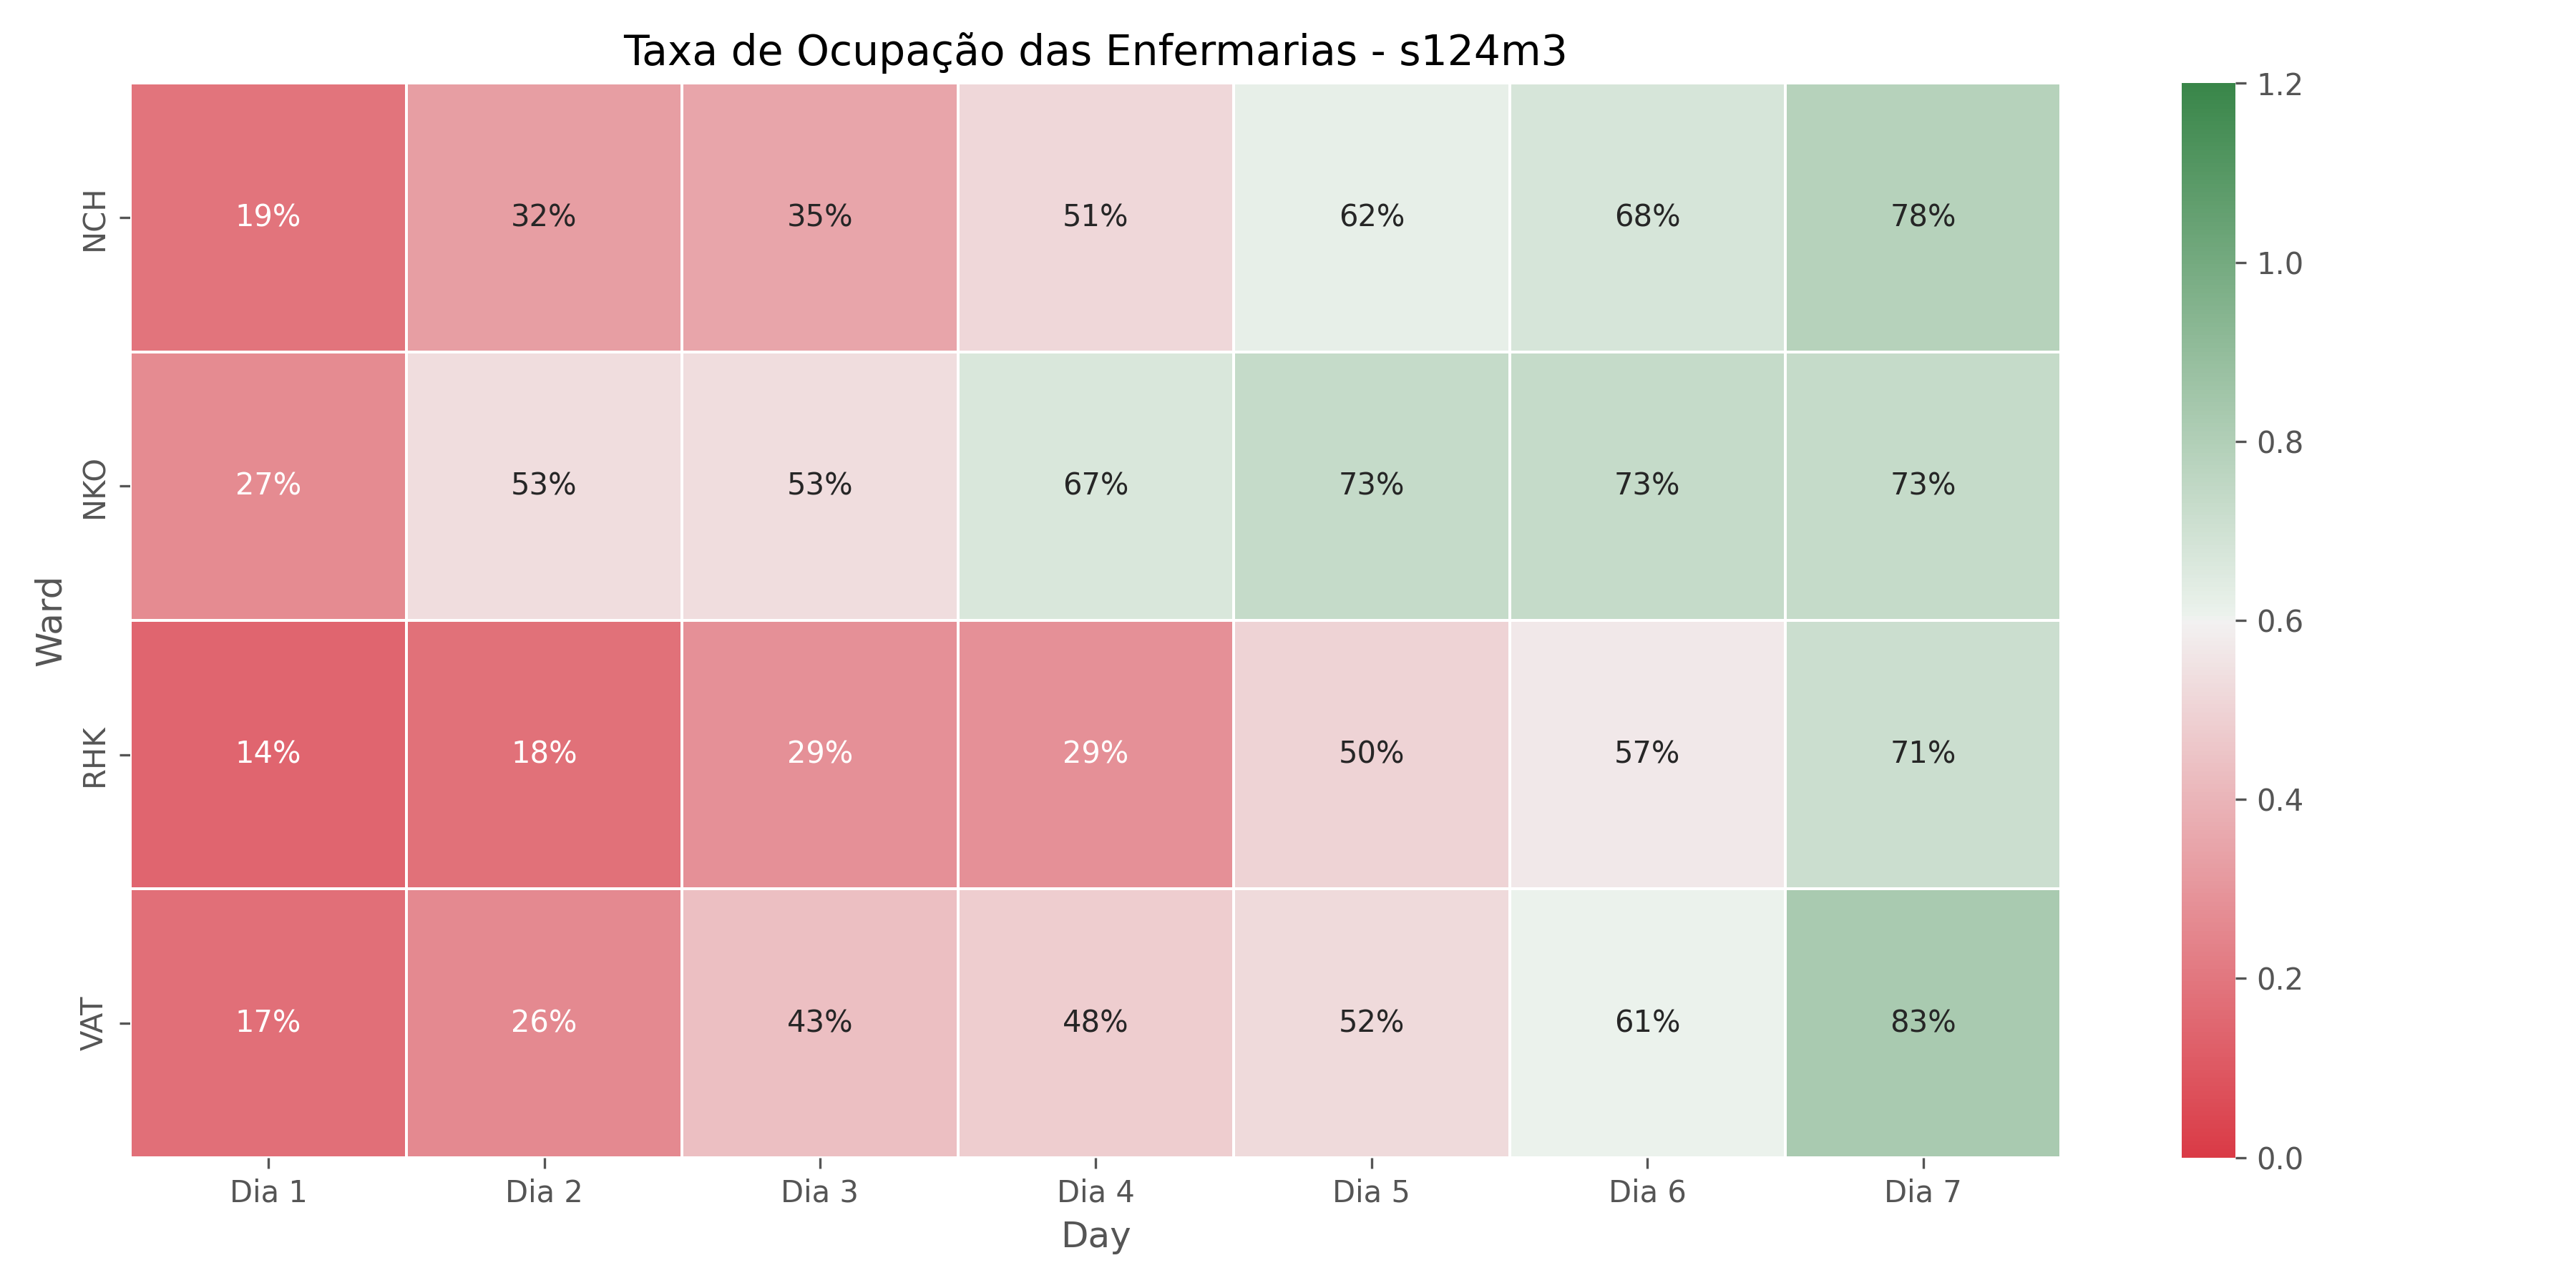 Taxa de Ocupação das Enfermarias - s124m3
Ward
NCH 19% 32% 35% 51% 62% 68% 78%
NKO 27% 53% 53% 67% 73% 73% 73%
RHK 14% 18% 29% 29% 50% 57% 71%
VAT 17% 26% 43% 48% 52% 61% 83%
Dia 1 Dia 2 Dia 3 Dia 4 Dia 5 Dia 6 Dia 7
Day
1.2
1.0
0.8
0.6
0.4
0.2
0.0